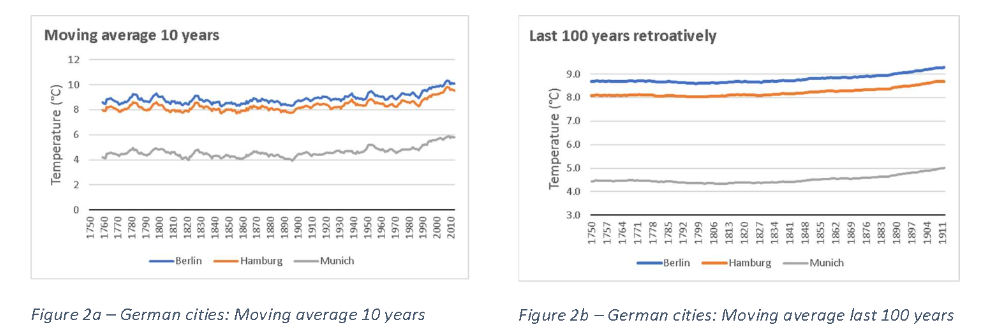 Moving average 10 years
12
10
8
6
4
2
0
Temperature (°C)
1750 1760 1770 1780 1790 1800 1810 1820 1830 1840 1850 1860 1870 1880 1890 1900 1910 1920 1930 1940 1950 1960 1970 1980 1990 2000 2010
Berlin Hamburg Munich
Figure 2a – German cities: Moving average 10 years
Last 100 years retroatively
9.0
8.0
7.0
6.0
5.0
4.0
3.0
Temperature (°C)
1750 1757 1764 1771 1778 1785 1792 1799 1806 1813 1820 1827 1834 1841 1848 1855 1862 1869 1876 1883 1890 1897 1904 1911
Berlin Hamburg Munich
Figure 2b – German cities: Moving average last 100 years